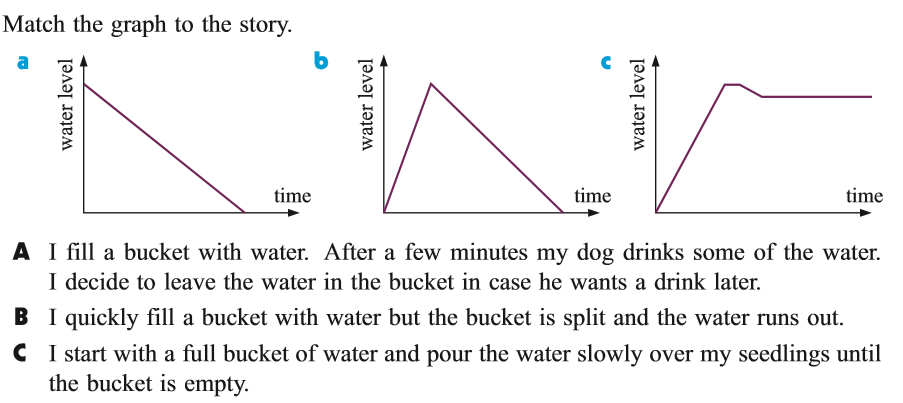 Match the graph to the story.
a b c
water level water level water level
time time time
A I fill a bucket with water. After a few minutes my dog drinks some of the water.
I decide to leave the water in the bucket in case he wants a drink later.
B I quickly fill a bucket with water but the bucket is split and the water runs out.
C I start with a full bucket of water and pour the water slowly over my seedlings until
the bucket is empty.